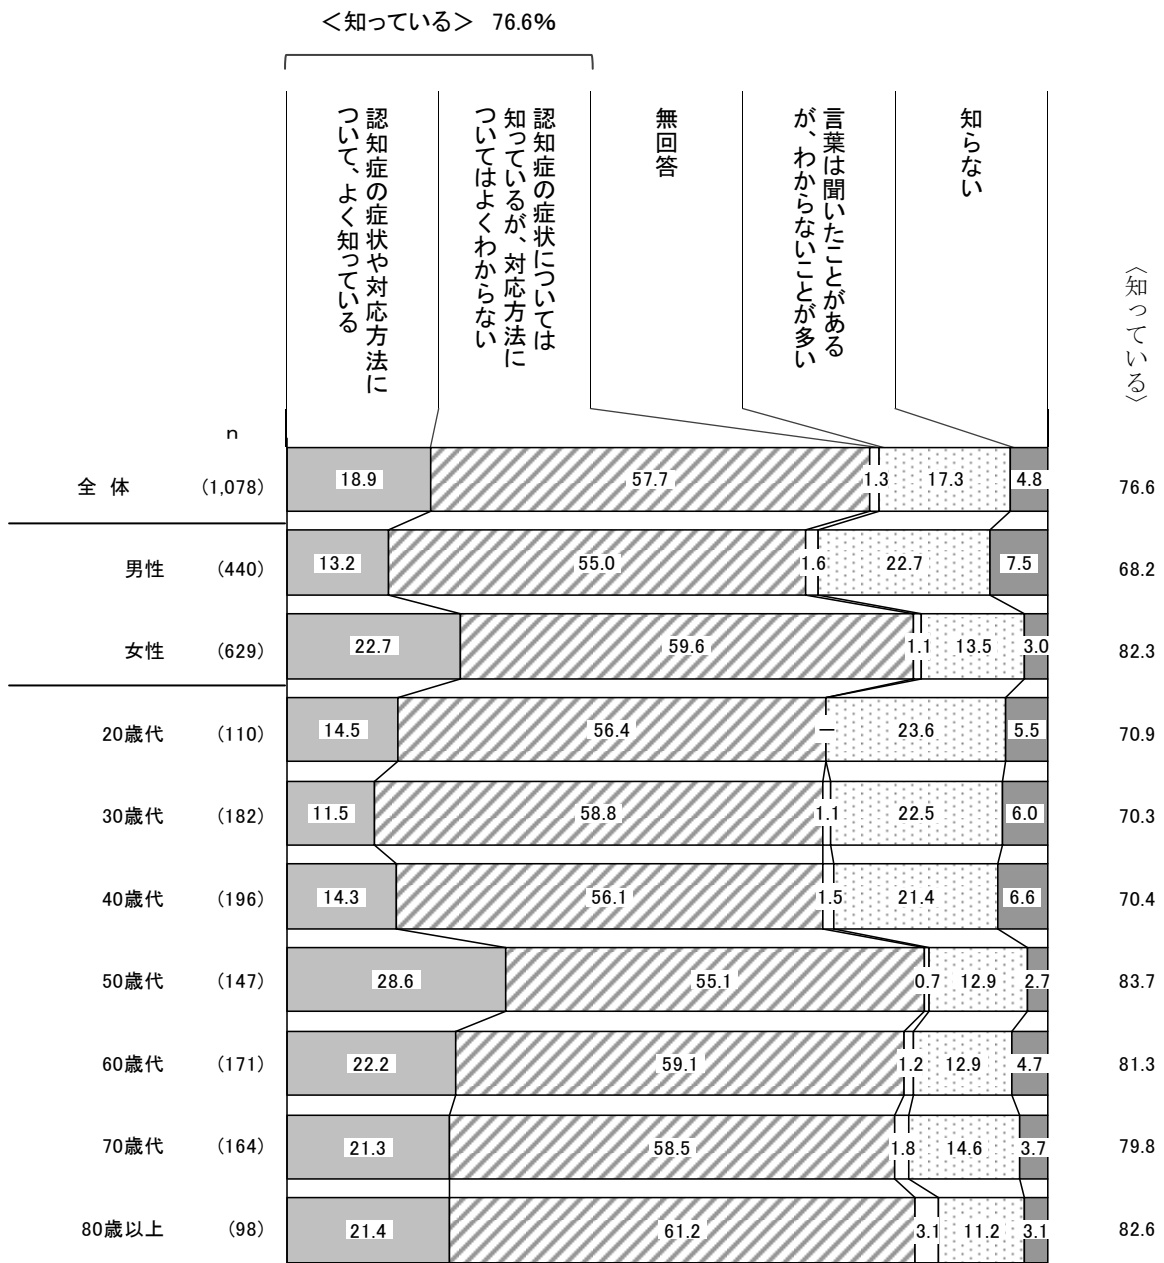 ＜知っている＞ 76.6%
認知症の症状や対応方法に
ついて、よく知っている
認知症の症状については
知っているが、対応方法に
ついてはよくわからない
無回答
言葉は聞いたことがある
が、わからないことが多い
知らない
〈知っている〉
n
全 体 (1,078) 18.9 57.7 1.3 17.3 4.8 76.6
男性 (440) 13.2 55.0 1.6 22.7 7.5 68.2
女性 (629) 22.7 59.6 1.1 13.5 3.0 82.3
20歳代 (110) 14.5 56.4 － 23.6 5.5 70.9
30歳代 (182) 11.5 58.8 1.1 22.5 6.0 70.3
40歳代 (196) 14.3 56.1 1.5 21.4 6.6 70.4
50歳代 (147) 28.6 55.1 0.7 12.9 2.7 83.7
60歳代 (171) 22.2 59.1 1.2 12.9 4.7 81.3
70歳代 (164) 21.3 58.5 1.8 14.6 3.7 79.8
80歳以上 (98) 21.4 61.2 3.1 11.2 3.1 82.6